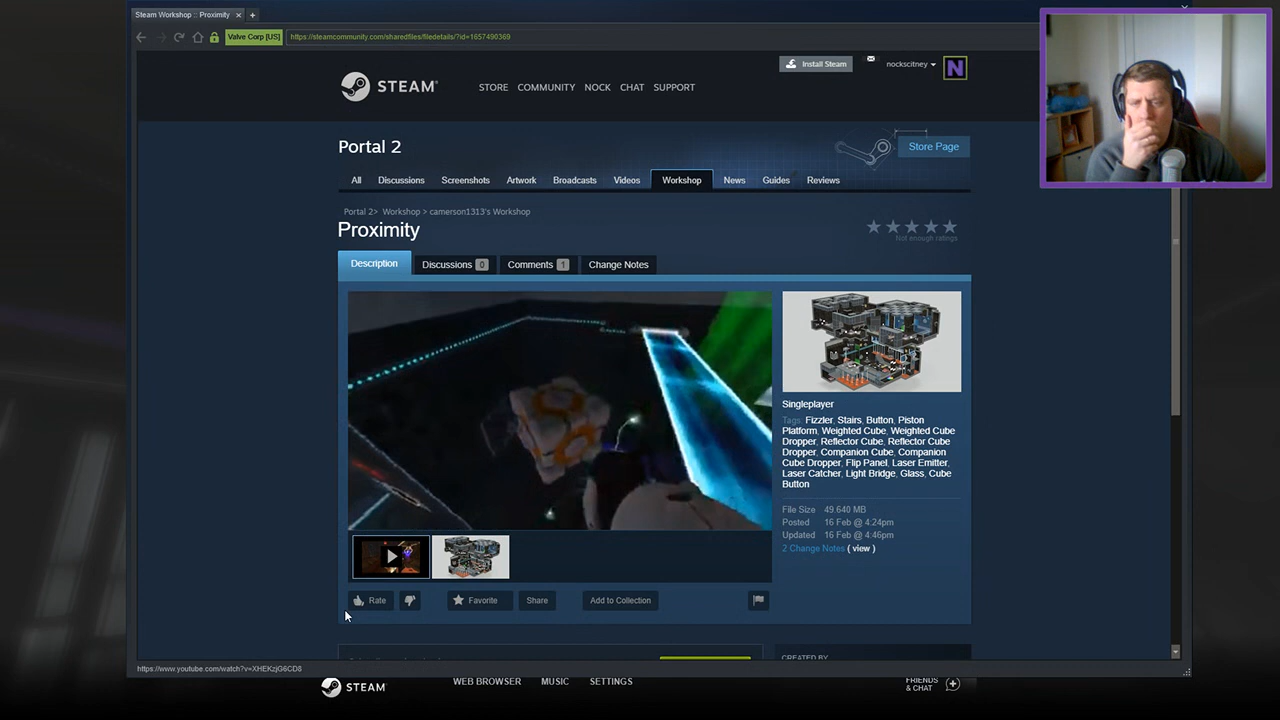 Steam Workshop :: Proximity
Valve Corp [US]
https://steamcommunity.com/sharedfiles/filedetails/?id=1657490369
Install Steam
nockscitney
N
STEAM®
STORE COMMUNITY NOCK CHAT SUPPORT
Portal 2
Store Page
All Discussions Screenshots Artwork Broadcasts Videos Workshop News Guides Reviews
Portal 2> Workshop > camerson1313's Workshop
Proximity
Not enough ratings
Description Discussions 0 Comments 1 Change Notes
Singleplayer
Tags: Fizzler, Stairs, Button, Piston
Platform, Weighted Cube, Weighted Cube
Dropper, Reflector Cube, Reflector Cube
Dropper, Companion Cube, Companion
Cube Dropper, Flip Panel, Laser Emitter,
Laser Catcher, Light Bridge, Glass, Cube
Button
File Size 49.640 MB
Posted 16 Feb @ 4:24pm
Updated 16 Feb @ 4:46pm
2 Change Notes ( view )
Rate Favorite Share Add to Collection
CREATED BY
https://www.youtube.com/watch?v=XHEKzjG6CD8
STEAM
WEB BROWSER MUSIC SETTINGS
FRIENDS
& CHAT